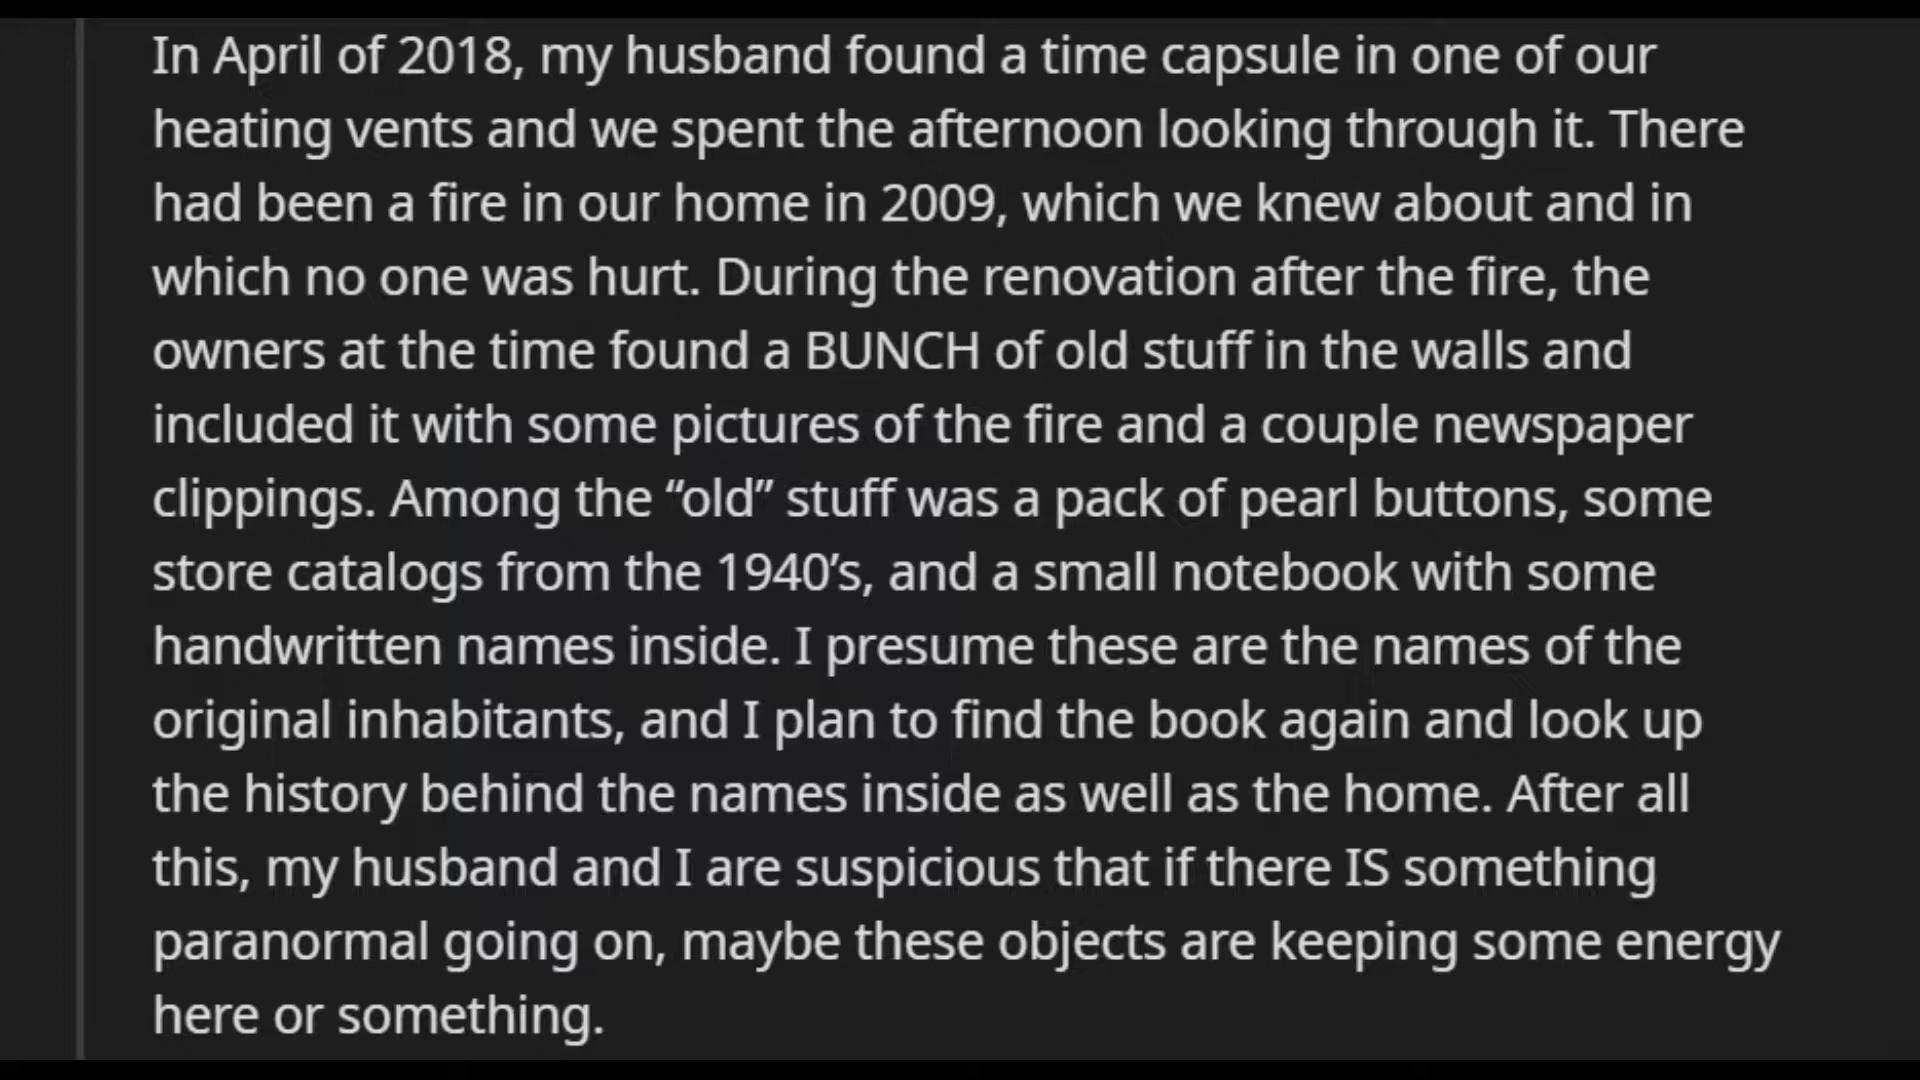 In April of 2018, my husband found a time capsule in one of our
heating vents and we spent the afternoon looking through it. There
had been a fire in our home in 2009, which we knew about and in
which no one was hurt. During the renovation after the fire, the
owners at the time found a BUNCH of old stuff in the walls and
included it with some pictures of the fire and a couple newspaper
clippings. Among the “old” stuff was a pack of pearl buttons, some
store catalogs from the 1940’s, and a small notebook with some
handwritten names inside. I presume these are the names of the
original inhabitants, and I plan to find the book again and look up
the history behind the names inside as well as the home. After all
this, my husband and I are suspicious that if there IS something
paranormal going on, maybe these objects are keeping some energy
here or something.